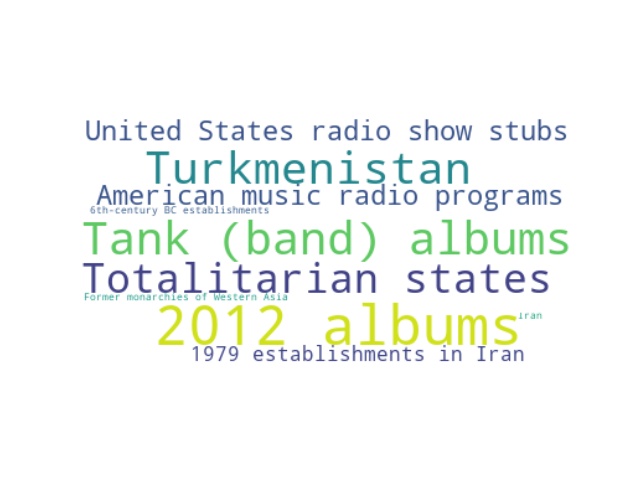 United States radio show stubs
Turkmenistan
American music radio programs
6th-century BC establishments
Tank (band) albums
Totalitarian states
Former monarchies of Western Asia
2012 albums
Iran
1979 establishments in Iran